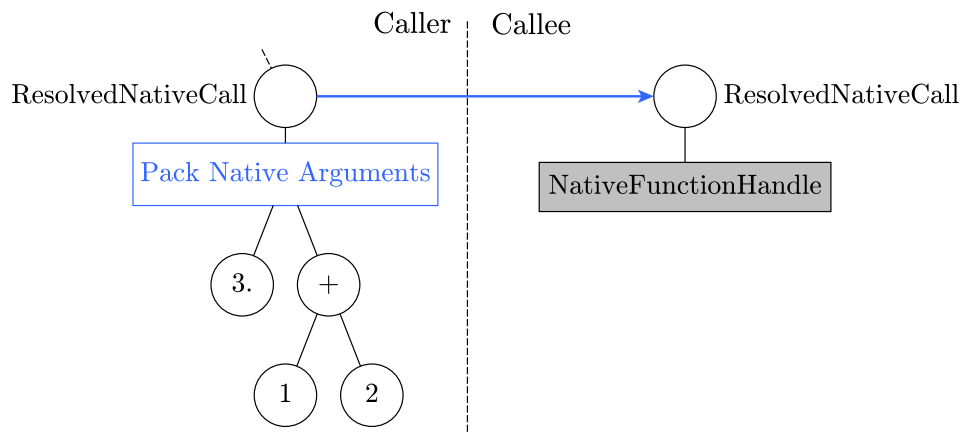 Caller
Callee
ResolvedNativeCall
ResolvedNativeCall
Pack Native Arguments
NativeFunctionHandle
3.
+
1
2